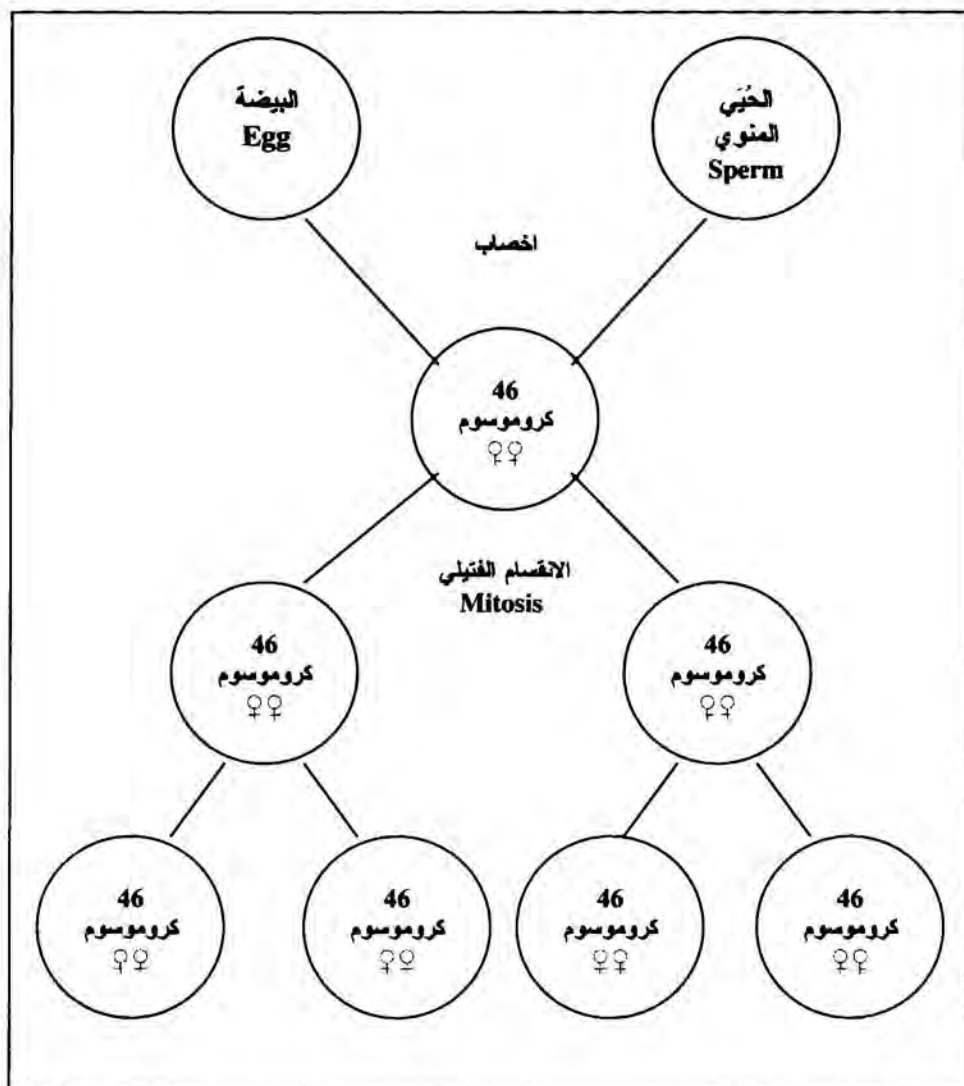 البيضة
Egg
الحُيَي
المنوي
Sperm
اخصاب
46
كروموسوم
♀♀
الانقسام الفتيلي
Mitosis
46
كروموسوم
♀♀
46
كروموسوم
♀♀
46
كروموسوم
♀♀
46
كروموسوم
♀♀
46
كروموسوم
♀♀
46
كروموسوم
♀♀